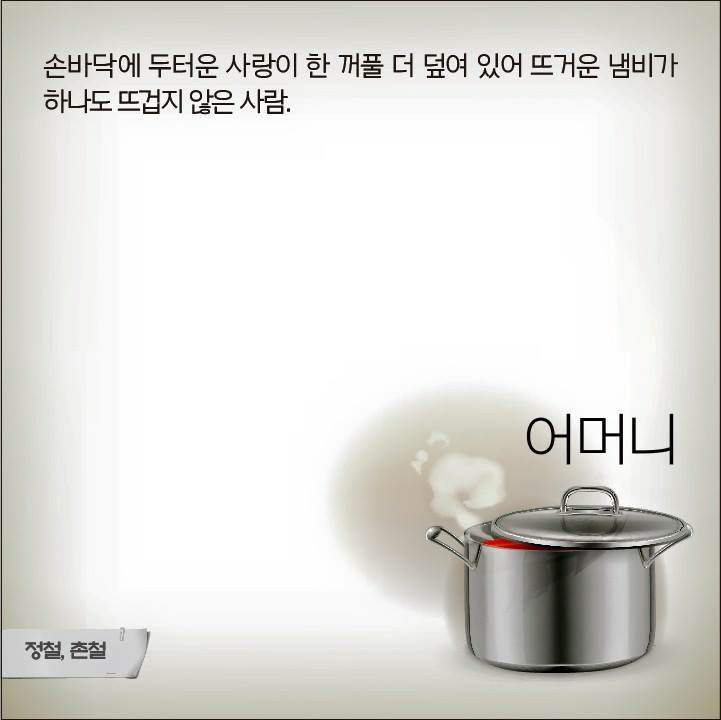 손바닥에 두터운 사랑이 한 꺼풀 더 덮여 있어 뜨거운 냄비가
하나도 뜨겁지 않은 사람.
어머니
정철, 촌철